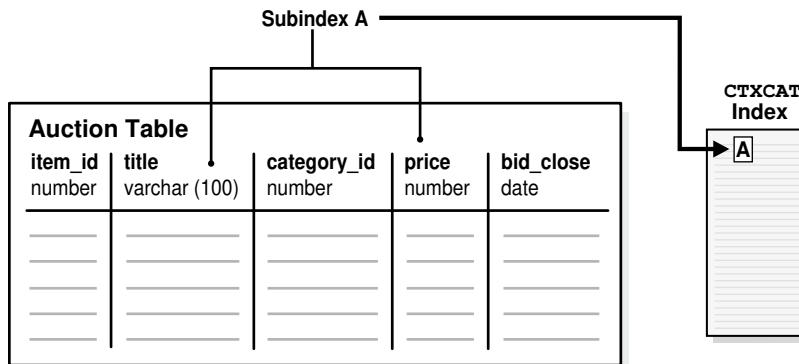 Subindex A
CTXCAT
Index
A
Auction Table
item_id title category_id price bid_close
number varchar (100) number number date